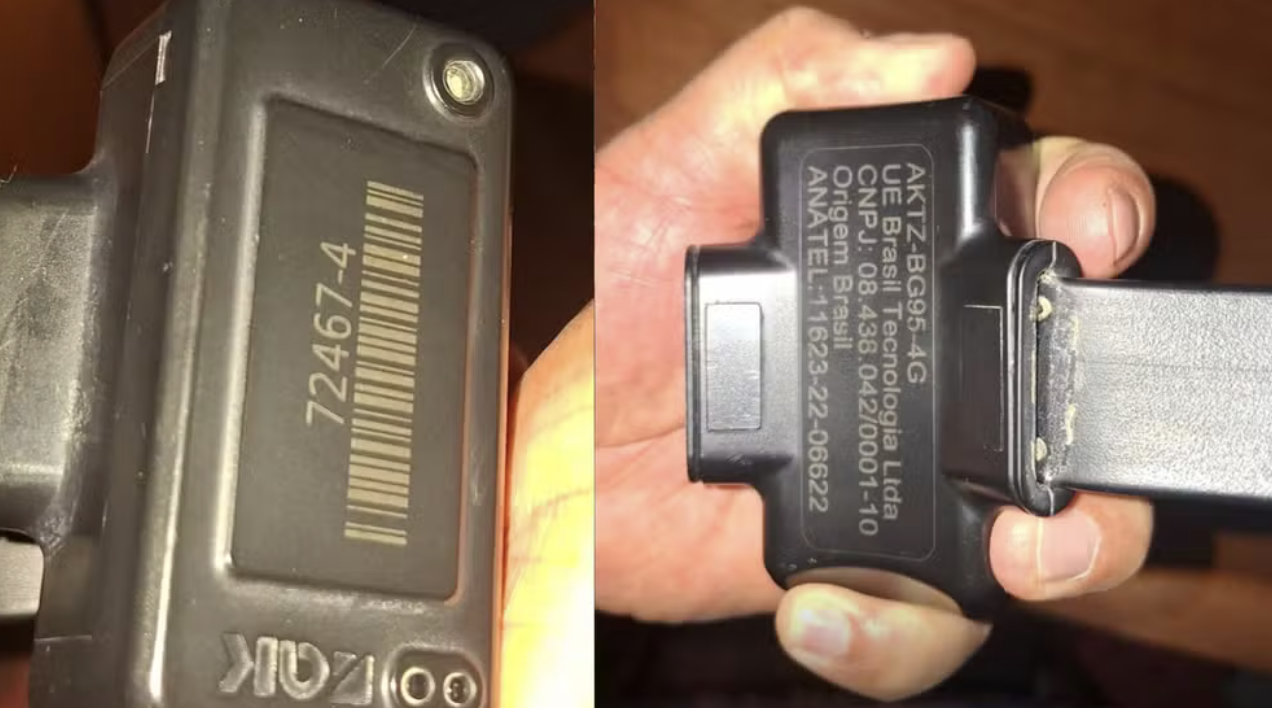 72467-4
AKTZ-BG95-4G
UE Brasil Tecnologia Ltda
CNPJ: 08.438.042/0001-10
Origem Brasil
ANATEL:11623-22-06622